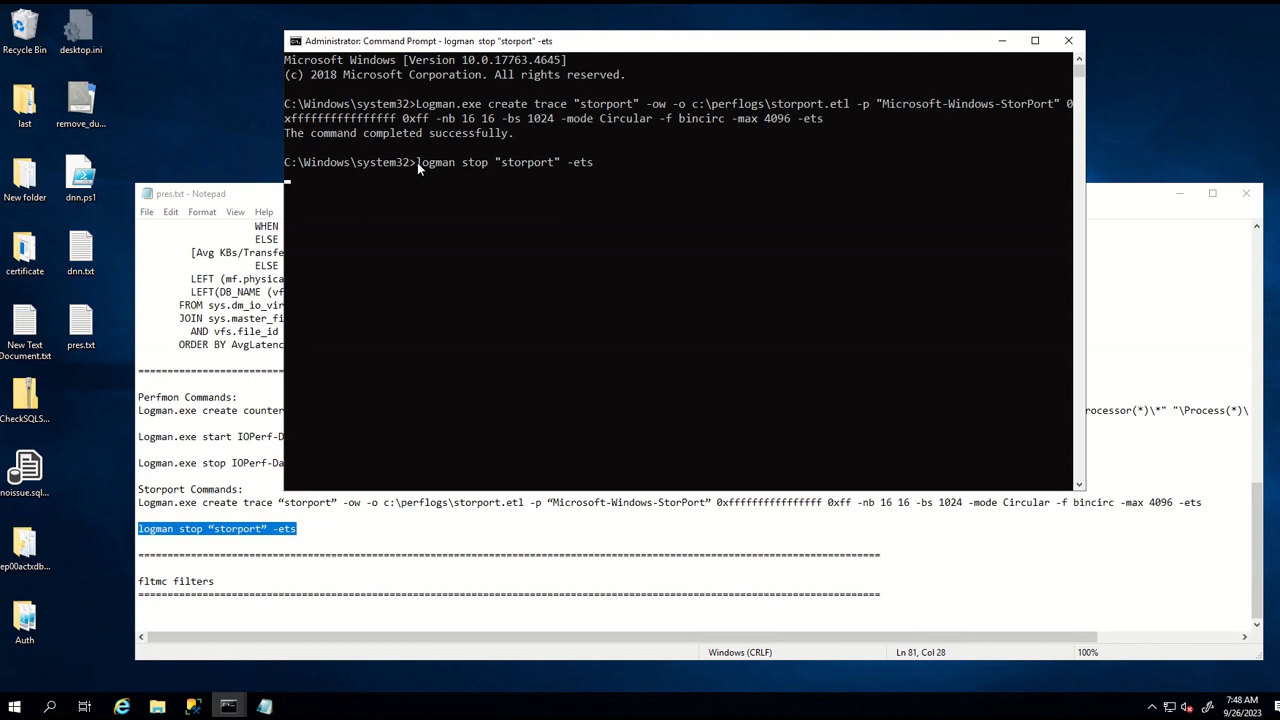 Recycle Bin
desktop.ini
last
remove_du...
New folder
dnn.ps1
certificate
dnn.txt
New Text
Document.txt
pres.txt
CheckSQLS...
noissue.sql...
ep00actxdb...
Auth
Administrator: Command Prompt - logman  stop "storport" -ets
Microsoft Windows [Version 10.0.17763.4645]
(c) 2018 Microsoft Corporation. All rights reserved.
C:\Windows\system32>Logman.exe create trace "storport" -ow -o c:\perflogs\storport.etl -p "Microsoft-Windows-StorPort" 0
xffffffffffffffff 0xff -nb 16 16 -bs 1024 -mode Circular -f bincirc -max 4096 -ets
The command completed successfully.
C:\Windows\system32>logman stop "storport" -ets
pres.txt - Notepad
File Edit Format View Help
WHEN
ELSE
[Avg KBs/Transfe
ELSE
LEFT (mf.physica
LEFT(DB_NAME (vf
FROM sys.dm_io_vir
JOIN sys.master_fi
AND vfs.file_id
ORDER BY AvgLatenc
Perfmon Commands:
Logman.exe create counter rocessor(*)\*" "\Process(*)\
Logman.exe start IOPerf-D
Logman.exe stop IOPerf-Da
Storport Commands:
Logman.exe create trace “storport” -ow -o c:\perflogs\storport.etl -p “Microsoft-Windows-StorPort” 0xffffffffffffffff 0xff -nb 16 16 -bs 1024 -mode Circular -f bincirc -max 4096 -ets
logman stop “storport” -ets
==============================================================================================================
fltmc filters
==============================================================================================================
Windows (CRLF) Ln 81, Col 28 100%
7:48 AM
9/26/2023